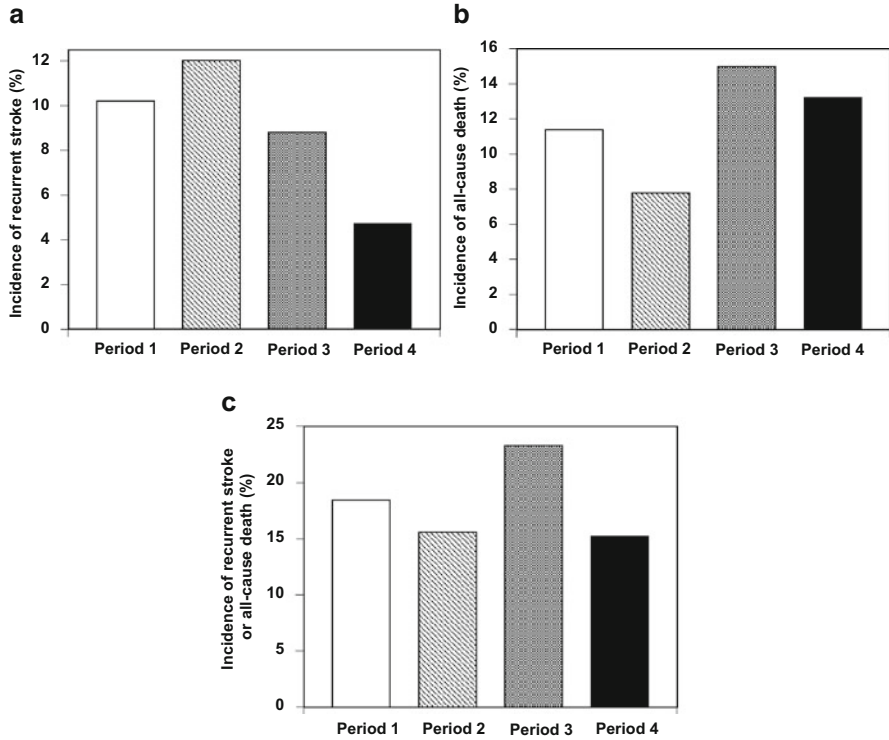 a
Incidence of recurrent stroke (%)
12
10
8
6
4
2
0
Period 1 Period 2 Period 3 Period 4
b
Incidence of all-cause death (%)
16
14
12
10
8
6
4
2
0
Period 1 Period 2 Period 3 Period 4
c
Incidence of recurrent stroke
or all-cause death (%)
25
20
15
10
5
0
Period 1 Period 2 Period 3 Period 4